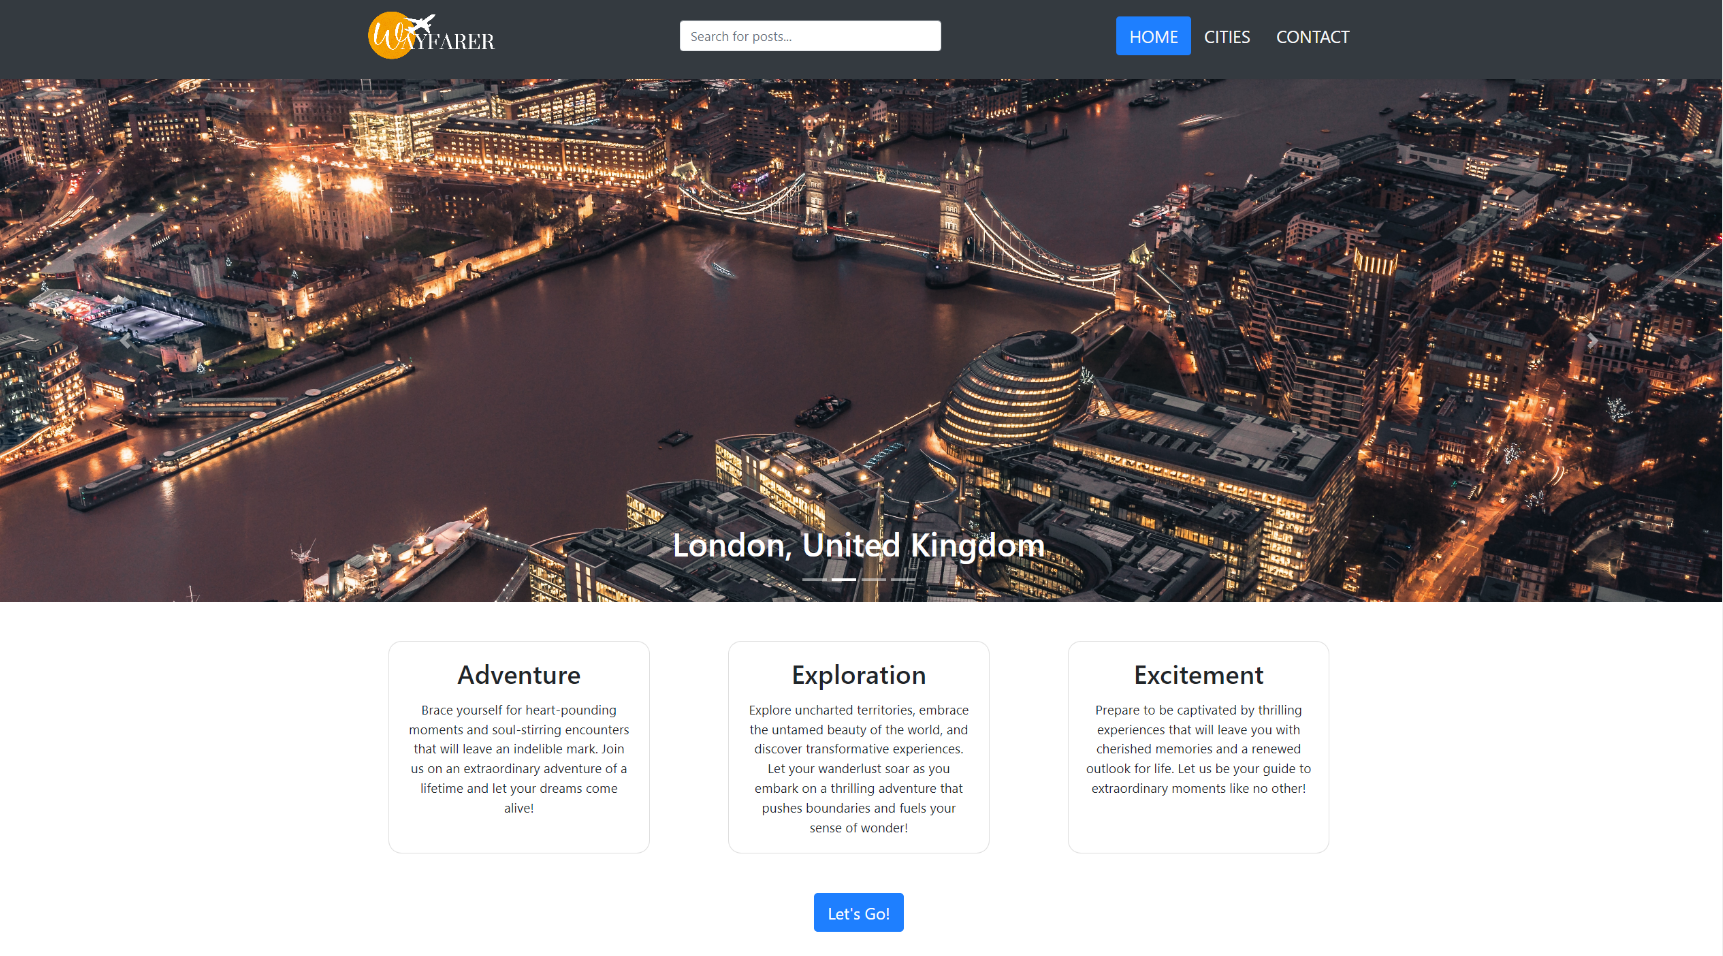 WAYFARER
Search for posts...
HOME
CITIES
CONTACT
London, United Kingdom
Adventure
Brace yourself for heart-pounding
moments and soul-stirring encounters
that will leave an indelible mark. Join
us on an extraordinary adventure of a
lifetime and let your dreams come
alive!
Exploration
Explore uncharted territories, embrace
the untamed beauty of the world, and
discover transformative experiences.
Let your wanderlust soar as you
embark on a thrilling adventure that
pushes boundaries and fuels your
sense of wonder!
Excitement
Prepare to be captivated by thrilling
experiences that will leave you with
cherished memories and a renewed
outlook for life. Let us be your guide to
extraordinary moments like no other!
Let's Go!